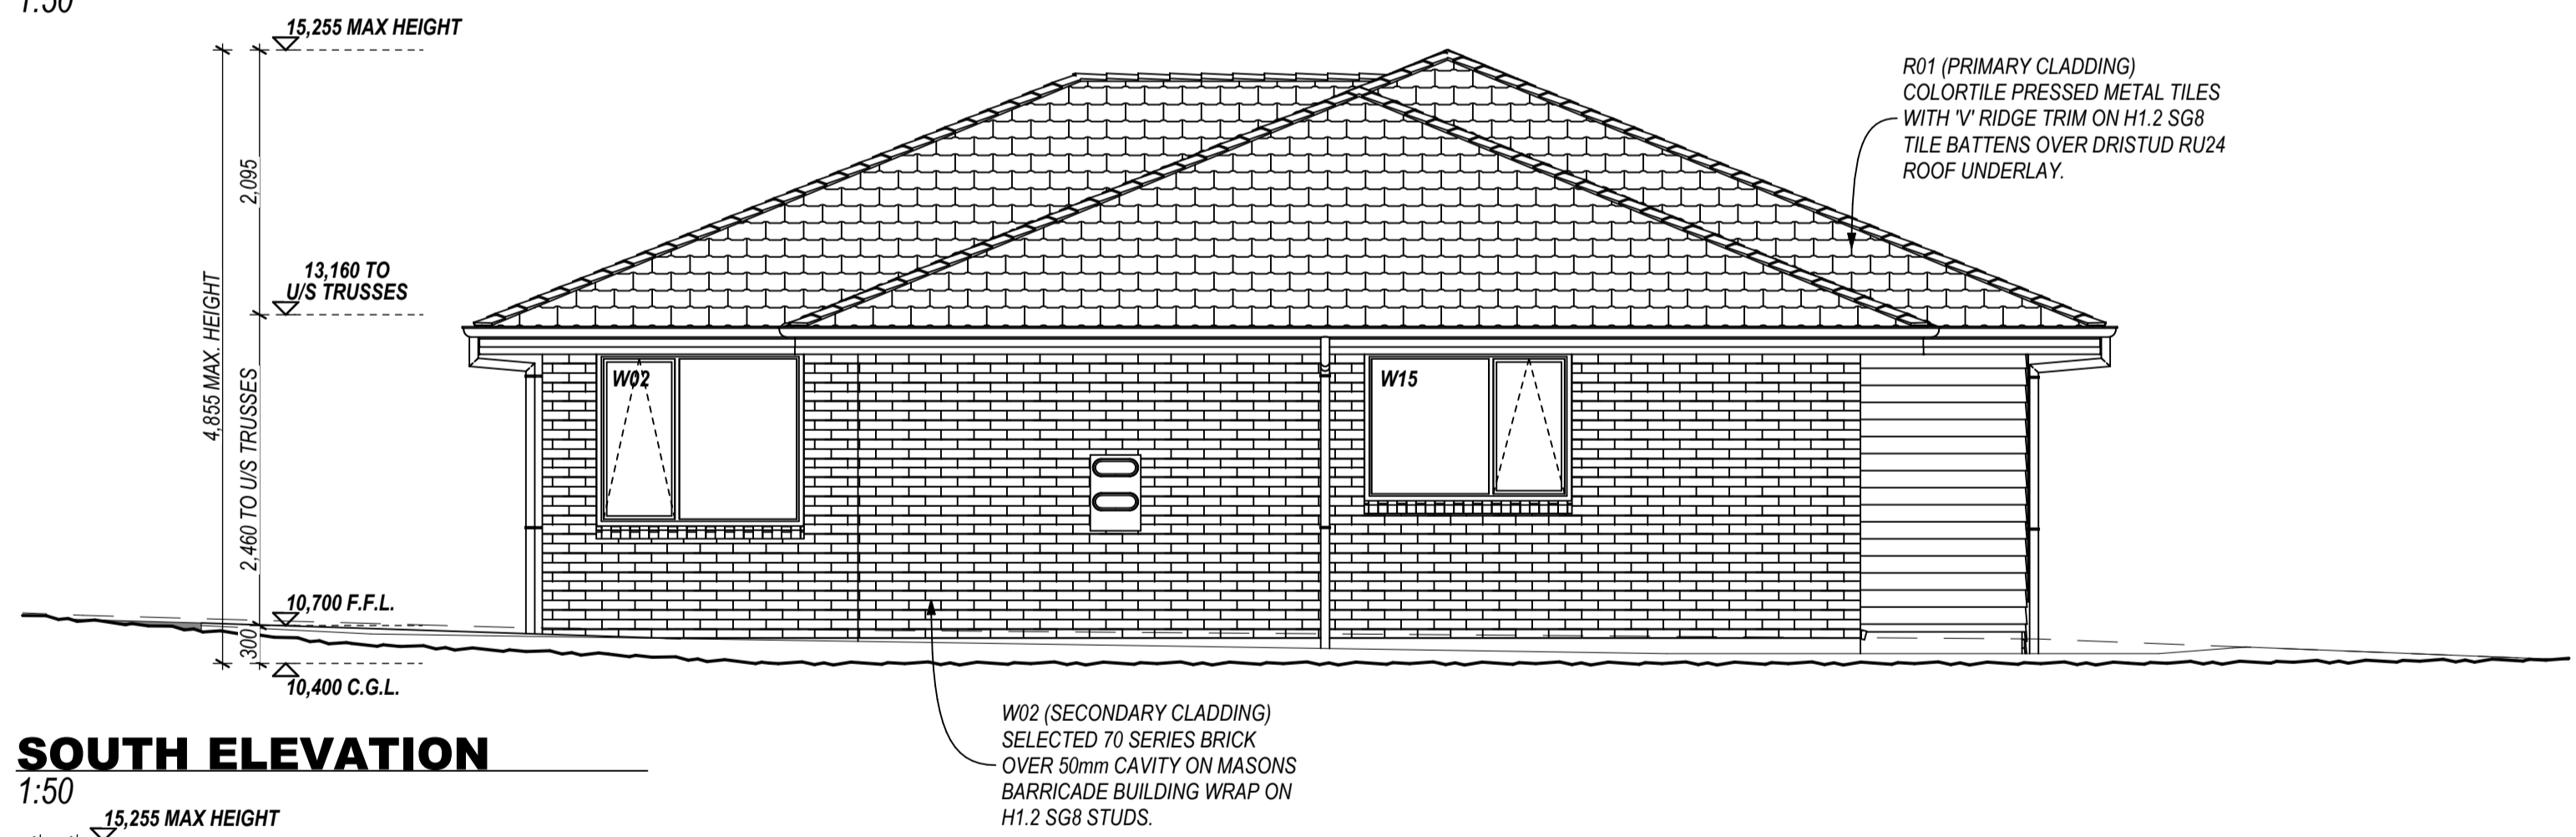 1:50
15,255 MAX HEIGHT
R01 (PRIMARY CLADDING)
COLORTILE PRESSED METAL TILES
WITH 'V' RIDGE TRIM ON H1.2 SG8
TILE BATTENS OVER DRISTUD RU24
ROOF UNDERLAY.
2,095
13,160 TO
U/S TRUSSES
4,855 MAX. HEIGHT
2,460 TO U/S TRUSSES
W02
W15
10,700 F.F.L.
300
10,400 C.G.L.
W02 (SECONDARY CLADDING)
SELECTED 70 SERIES BRICK
OVER 50mm CAVITY ON MASONS
BARRICADE BUILDING WRAP ON
H1.2 SG8 STUDS.
SOUTH ELEVATION
1:50
15,255 MAX HEIGHT